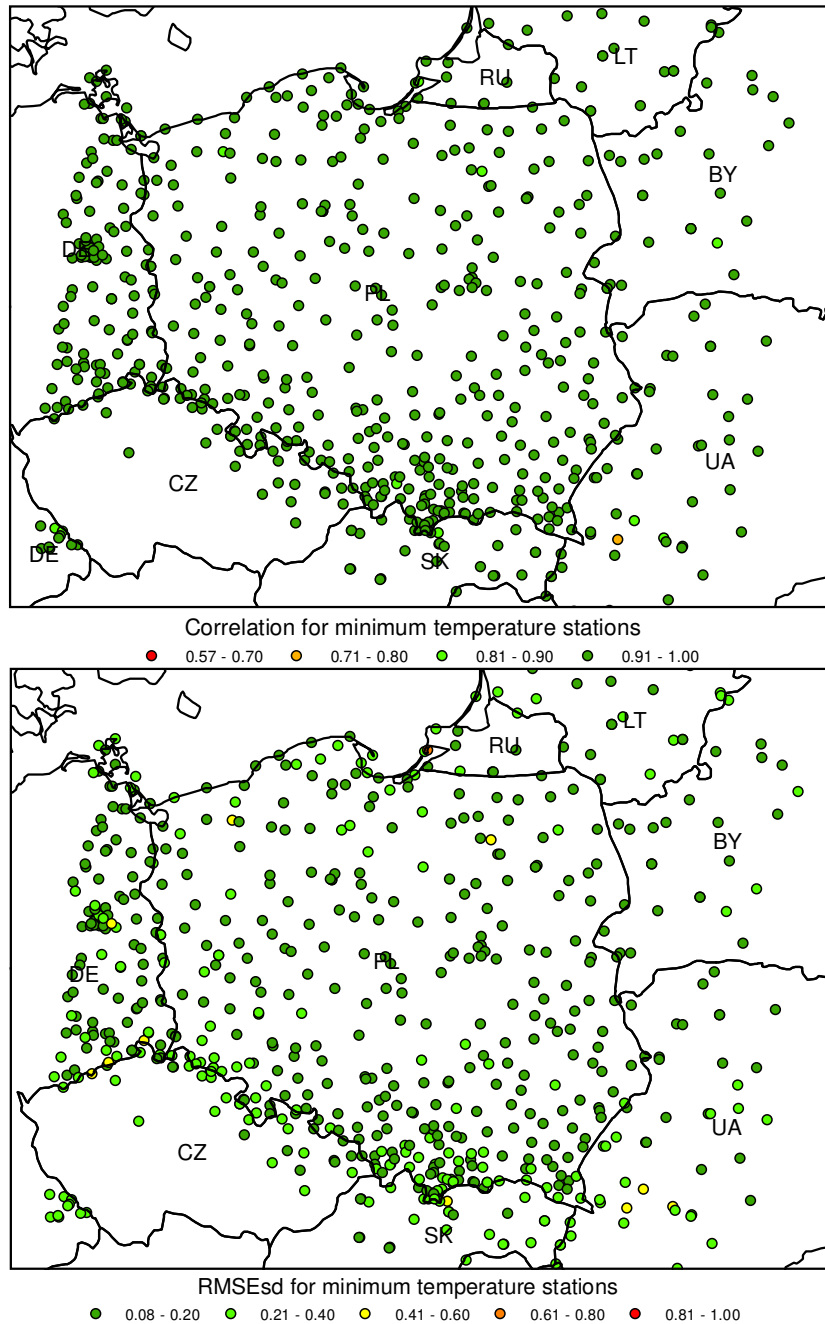 RU
LT
BY
DE
PL
UA
CZ
DE
SK
Correlation for minimum temperature stations
0.57 - 0.70 0.71 - 0.80 0.81 - 0.90 0.91 - 1.00
LT
RU
BY
PL
DE
UA
CZ
SK
RMSEsd for minimum temperature stations
0.08 - 0.20 0.21 - 0.40 0.41 - 0.60 0.61 - 0.80 0.81 - 1.00